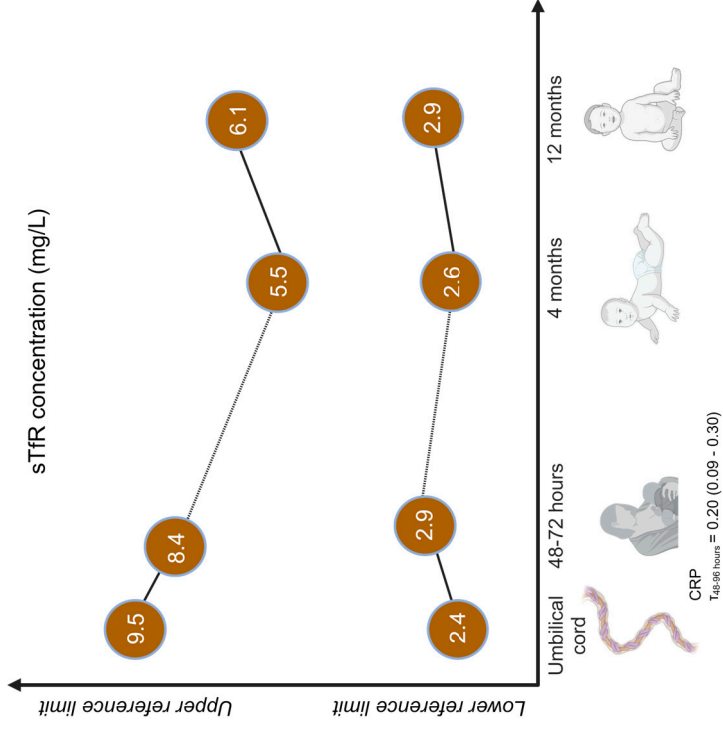 sTfR concentration (mg/L)
Upper reference limit
9.5
8.4
5.5
6.1
Lower reference limit
2.4
2.9
2.6
2.9
Umbilical
cord
48-72 hours
4 months
12 months
CRP
τ48-96 hours = 0.20 (0.09 - 0.30)